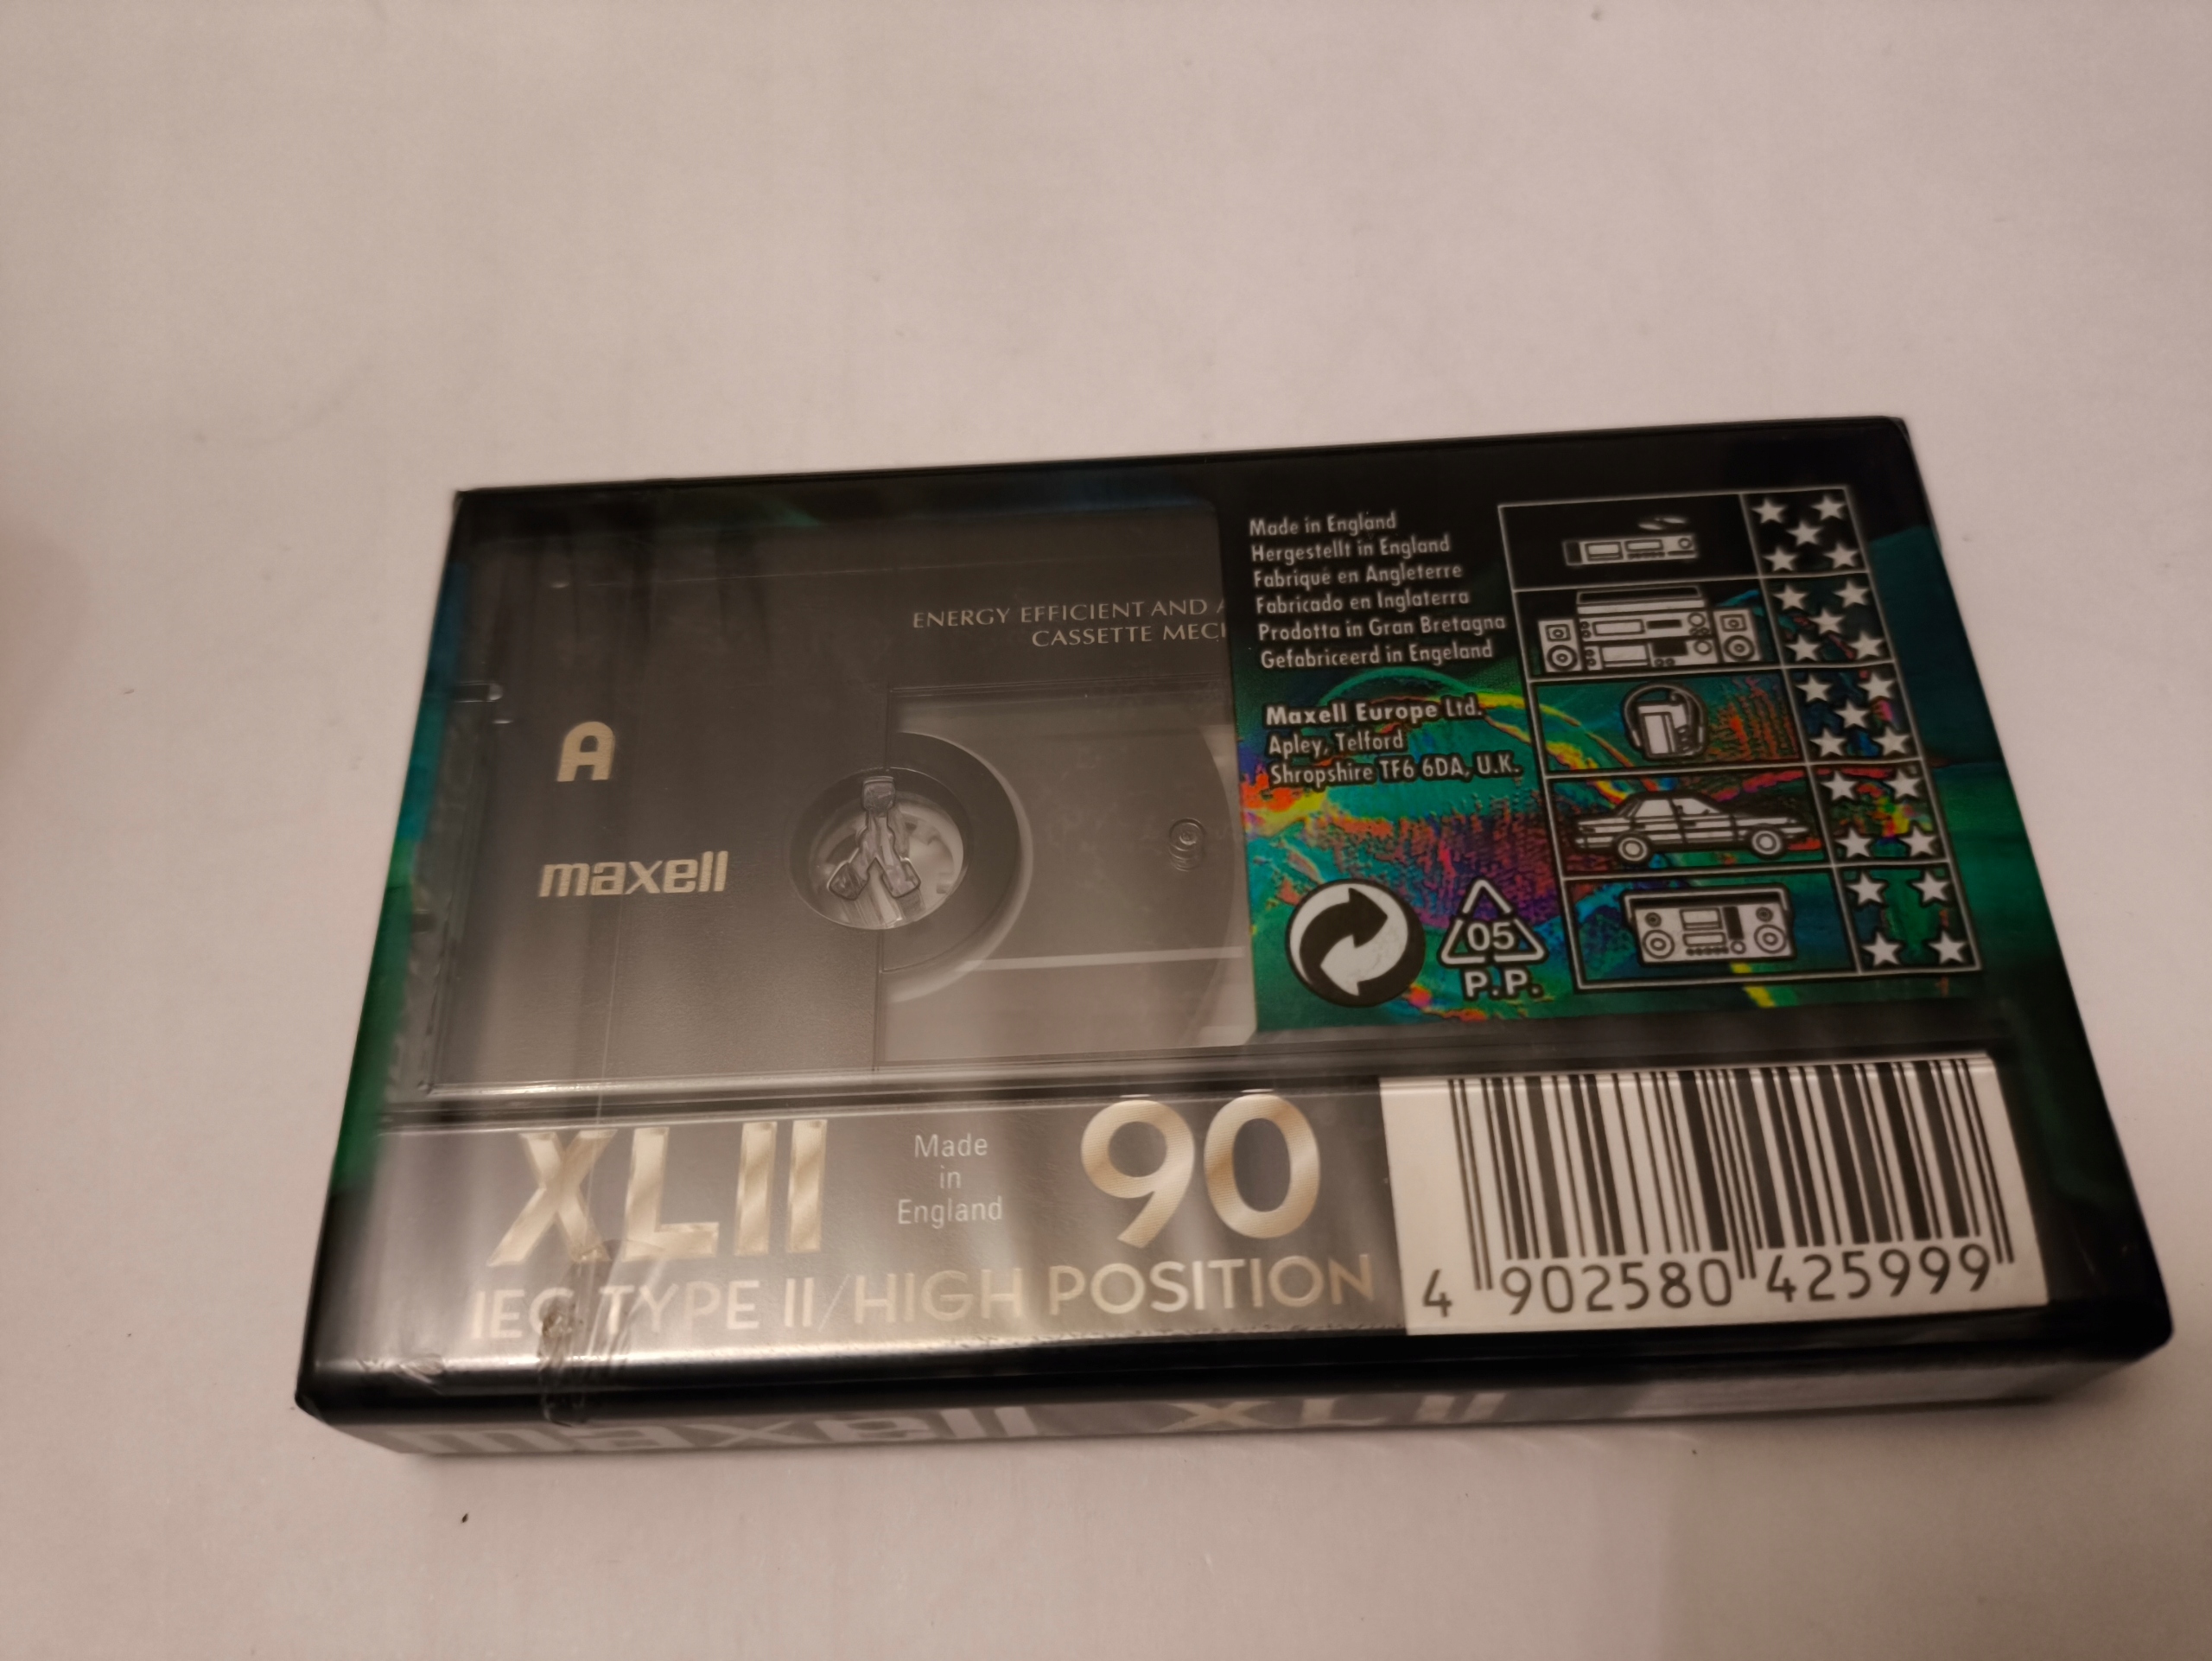 ENERGY EFFICIENT AND
CASSETTE
A
maxell
Made in England
Hergestellt in England
Fabriqué en Angleterre
Fabricado en Inglaterra
Prodotta in Gran Bretagna
Gefabriceerd in Engeland
Maxell Europe Ltd.
Apley, Telford
Shropshire TF6 6DA, U.K.
05
P.P.
XLII
Made
in
England
90
IEC TYPE II/HIGH POSITION
4 902580 425999
maxell XLII